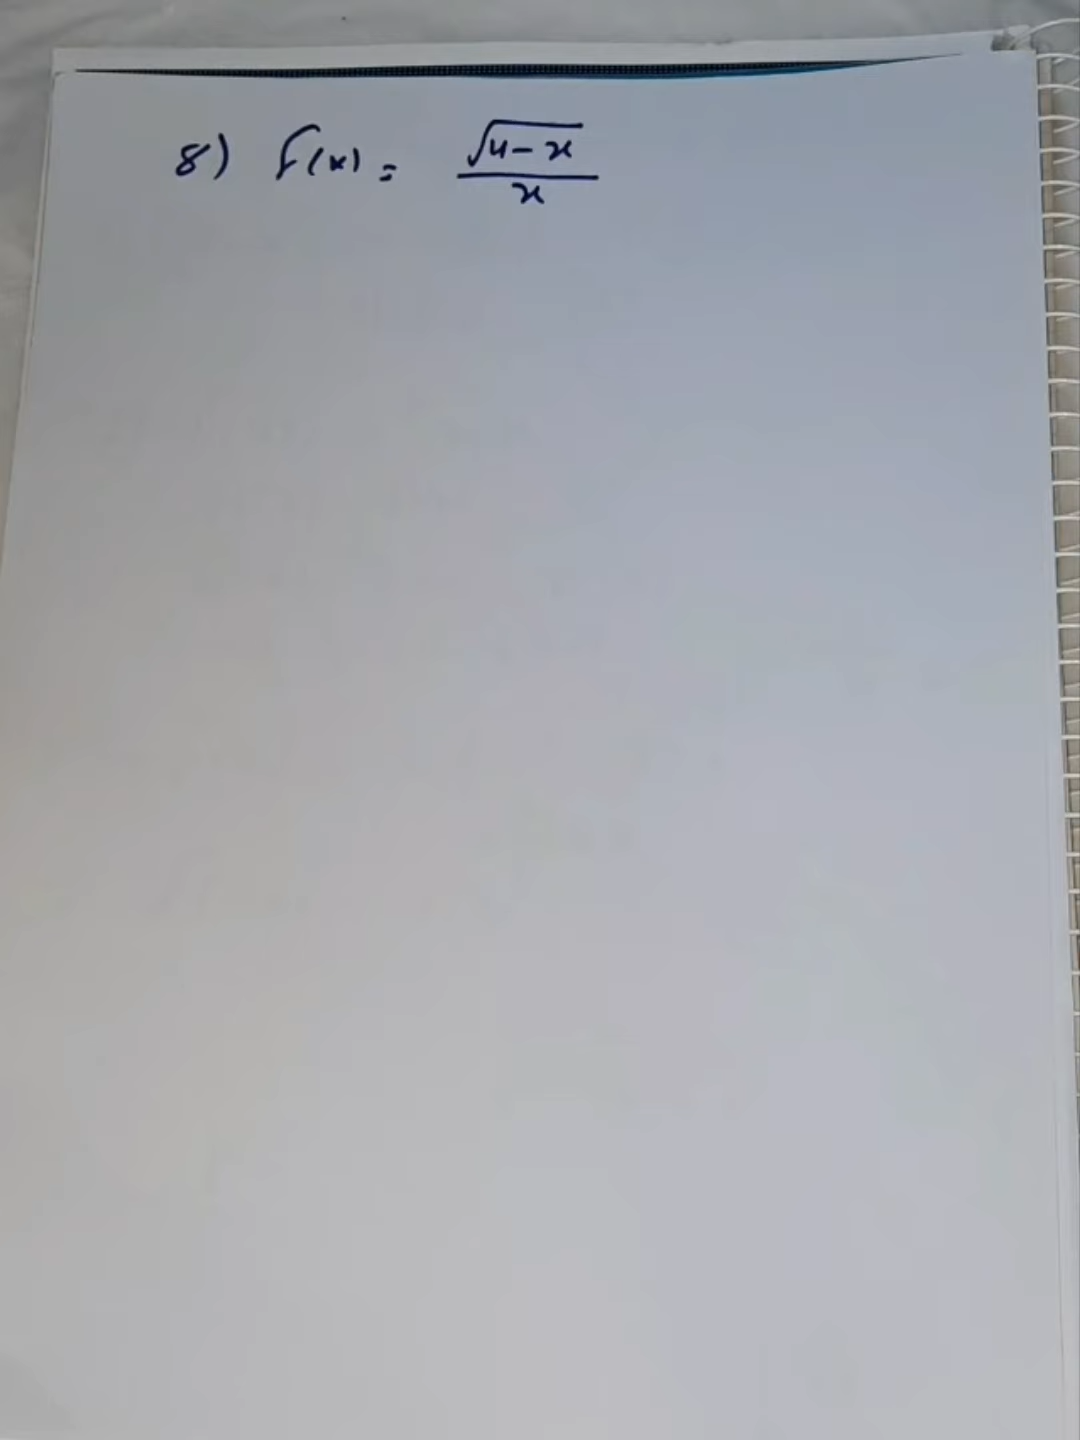 8) f(x) = √(4-x) / x